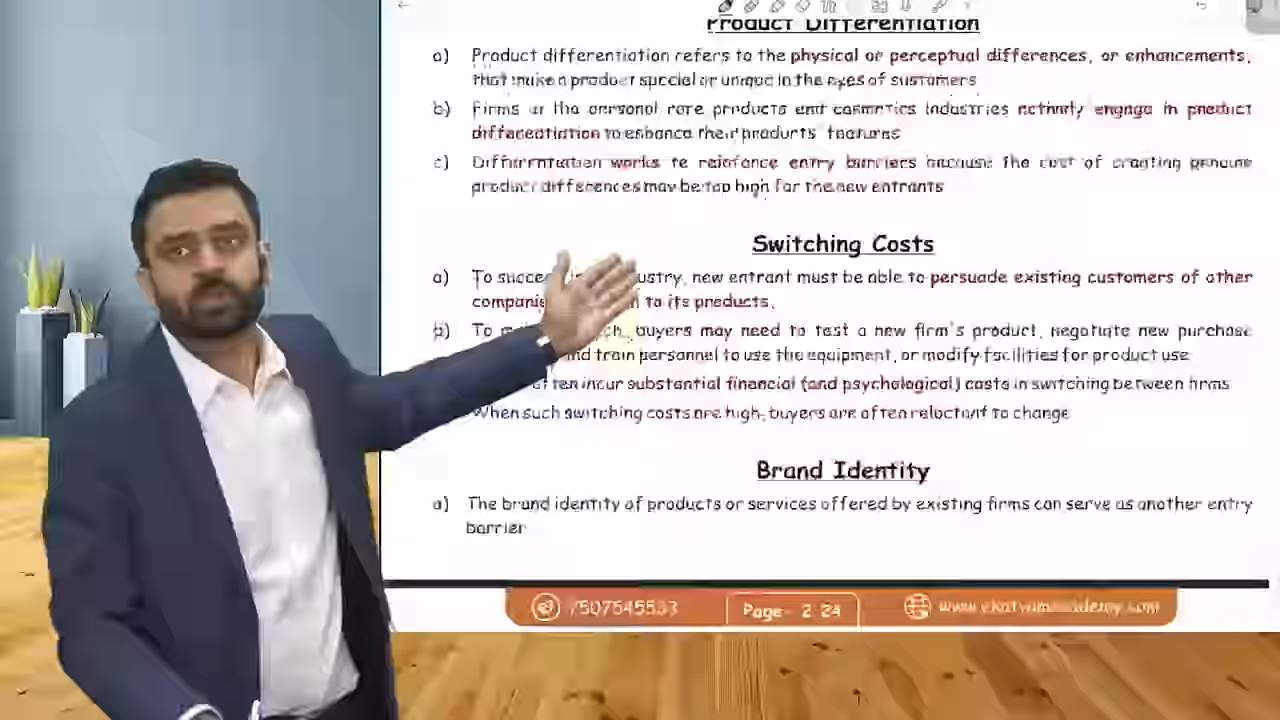 Product Differentiation
a) Product differentiation refers to the physical or perceptual differences, or enhancements,
that make a product special or unique in the eyes of customers
b) Firms in the personal care products and cosmetics industries actively engage in product
differentiation to enhance their products' features
c) Differentiation works to reinforce entry barriers because the cost of creating genuine
product differences may be too high for the new entrants
Switching Costs
a) To succeed ustry, new entrant must be able to persuade existing customers of other
companie to its products.
b) To buyers may need to test a new firm's product, negotiate new purchase
and train personnel to use the equipment, or modify facilities for product use
often incur substantial financial (and psychological) costs in switching between firms
When such switching costs are high, buyers are often reluctant to change
Brand Identity
a) The brand identity of products or services offered by existing firms can serve as another entry
barrier
7507545533
Page- 2 24